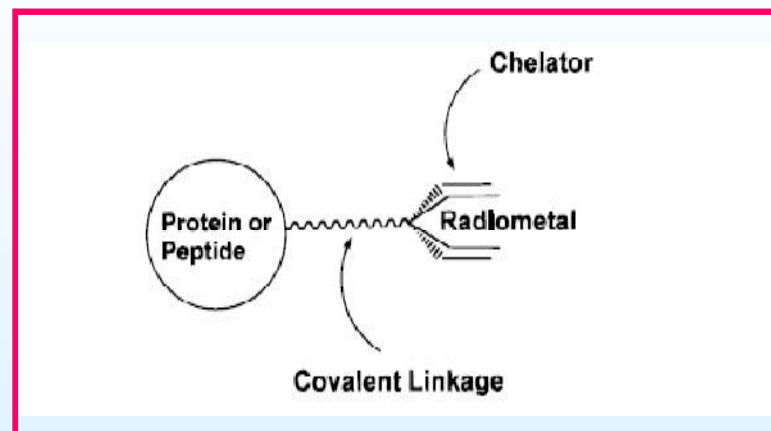 Chelator
Protein or
Peptide
Radiometal
Covalent Linkage